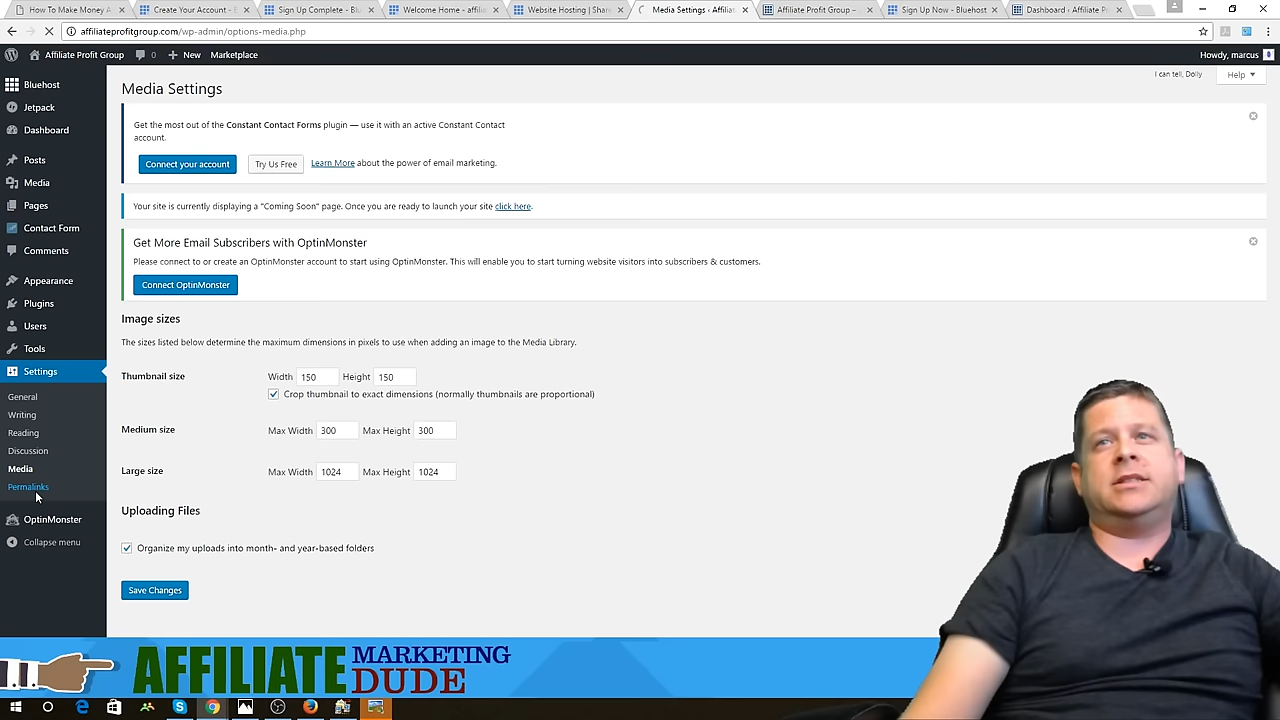 How To Make Money A
Create Your Account - B
Sign Up Complete - Blu
Welcome Home - affilia
Website Hosting | Share
Media Settings ‹ Affiliat
Affiliate Profit Group –
Sign Up Now - Bluehost
Dashboard ‹ Affiliate P
affiliateprofitgroup.com/wp-admin/options-media.php
Affiliate Profit Group
0
New
Marketplace
Howdy, marcus
I can tell, Dolly
Help
Bluehost
Jetpack
Dashboard
Posts
Media
Pages
Contact Form
Comments
Appearance
Plugins
Users
Tools
Settings
General
Writing
Reading
Discussion
Media
Permalinks
OptinMonster
Collapse menu
Media Settings
Get the most out of the Constant Contact Forms plugin — use it with an active Constant Contact
account.
Connect your account
Try Us Free
Learn More about the power of email marketing.
Your site is currently displaying a "Coming Soon" page. Once you are ready to launch your site click here.
Get More Email Subscribers with OptinMonster
Please connect to or create an OptinMonster account to start using OptinMonster. This will enable you to start turning website visitors into subscribers & customers.
Connect OptinMonster
Image sizes
The sizes listed below determine the maximum dimensions in pixels to use when adding an image to the Media Library.
Thumbnail size
Width 150 Height 150
Crop thumbnail to exact dimensions (normally thumbnails are proportional)
Medium size
Max Width 300 Max Height 300
Large size
Max Width 1024 Max Height 1024
Uploading Files
Organize my uploads into month- and year-based folders
Save Changes
AFFILIATE
MARKETING
DUDE